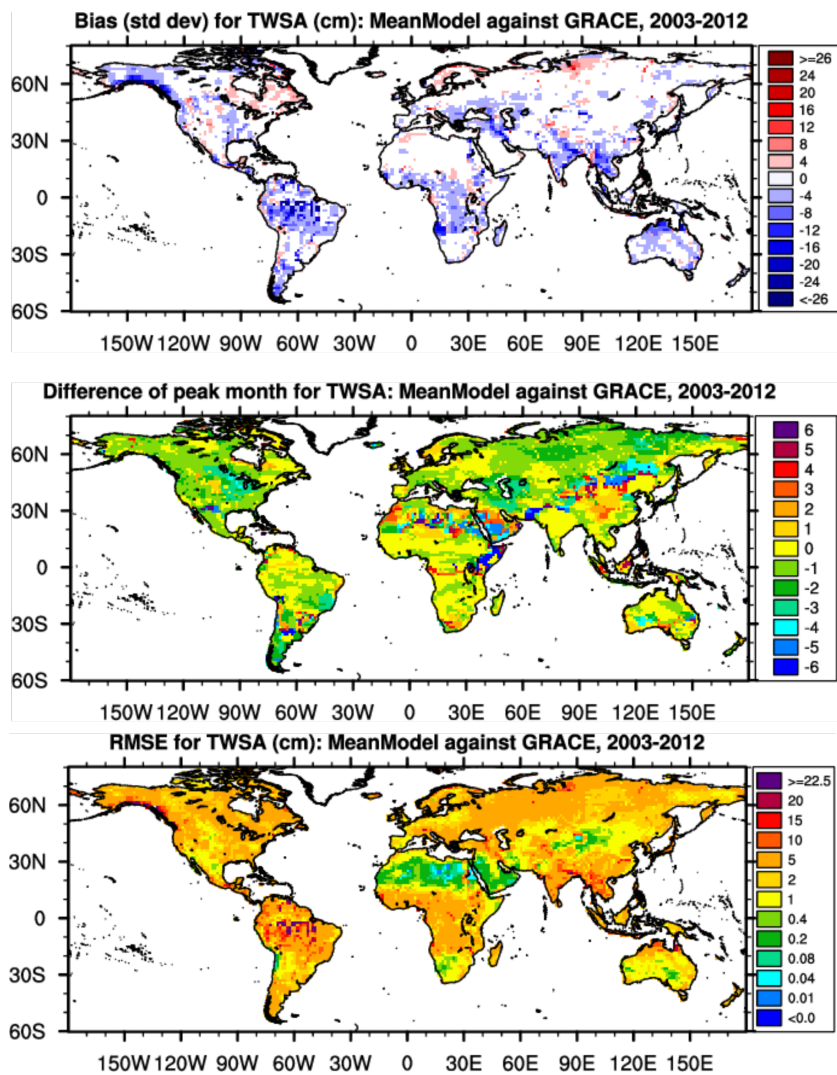 Bias (std dev) for TWSA (cm): MeanModel against GRACE, 2003-2012
60N
30N
0
30S
60S
150W 120W 90W 60W 30W 0 30E 60E 90E 120E 150E
>=26
24
20
16
12
8
4
0
-4
-8
-12
-16
-20
-24
<-26
Difference of peak month for TWSA: MeanModel against GRACE, 2003-2012
60N
30N
0
30S
60S
150W 120W 90W 60W 30W 0 30E 60E 90E 120E 150E
6
5
4
3
2
1
0
-1
-2
-3
-4
-5
-6
RMSE for TWSA (cm): MeanModel against GRACE, 2003-2012
60N
30N
0
30S
60S
150W 120W 90W 60W 30W 0 30E 60E 90E 120E 150E
>=22.5
20
15
10
5
2
1
0.4
0.2
0.08
0.04
0.01
<0.0